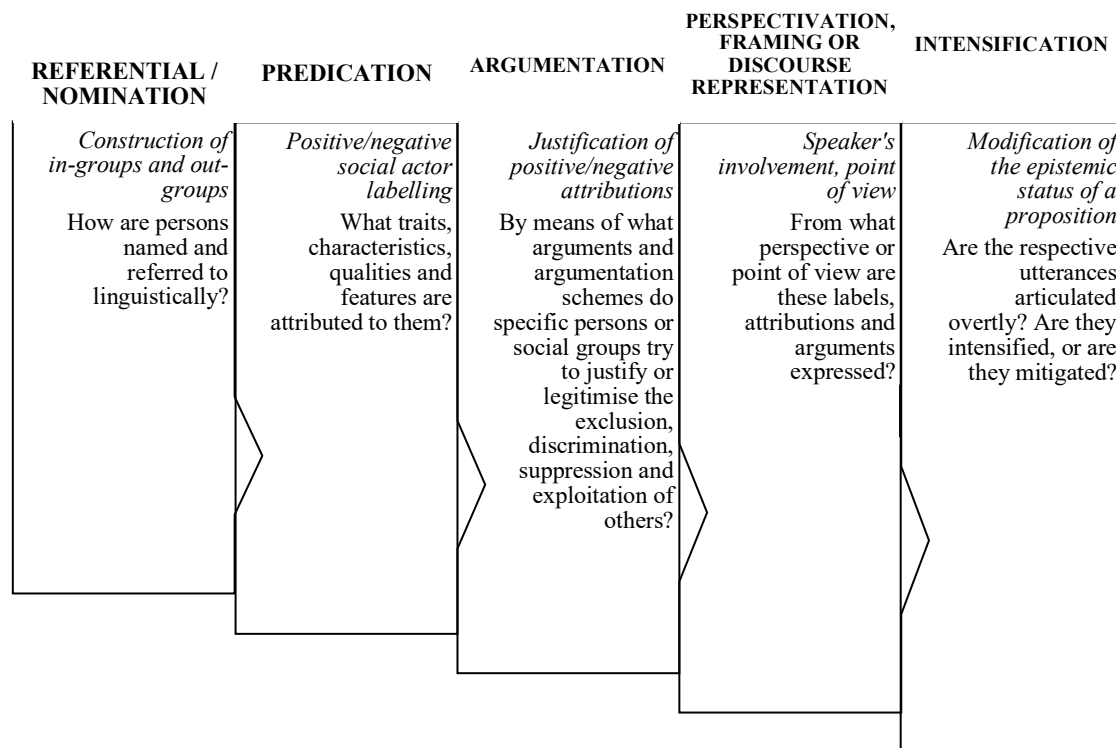 REFERENTIAL /
NOMINATION
Construction of
in-groups and out-
groups
How are persons
named and
referred to
linguistically?
PREDICATION
Positive/negative
social actor
labelling
What traits,
characteristics,
qualities and
features are
attributed to them?
ARGUMENTATION
Justification of
positive/negative
attributions
By means of what
arguments and
argumentation
schemes do
specific persons or
social groups try
to justify or
legitimise the
exclusion,
discrimination,
suppression and
exploitation of
others?
PERSPECTIVATION,
FRAMING OR
DISCOURSE
REPRESENTATION
Speaker's
involvement, point
of view
From what
perspective or
point of view are
these labels,
attributions and
arguments
expressed?
INTENSIFICATION
Modification of
the epistemic
status of a
proposition
Are the respective
utterances
articulated
overtly? Are they
intensified, or are
they mitigated?